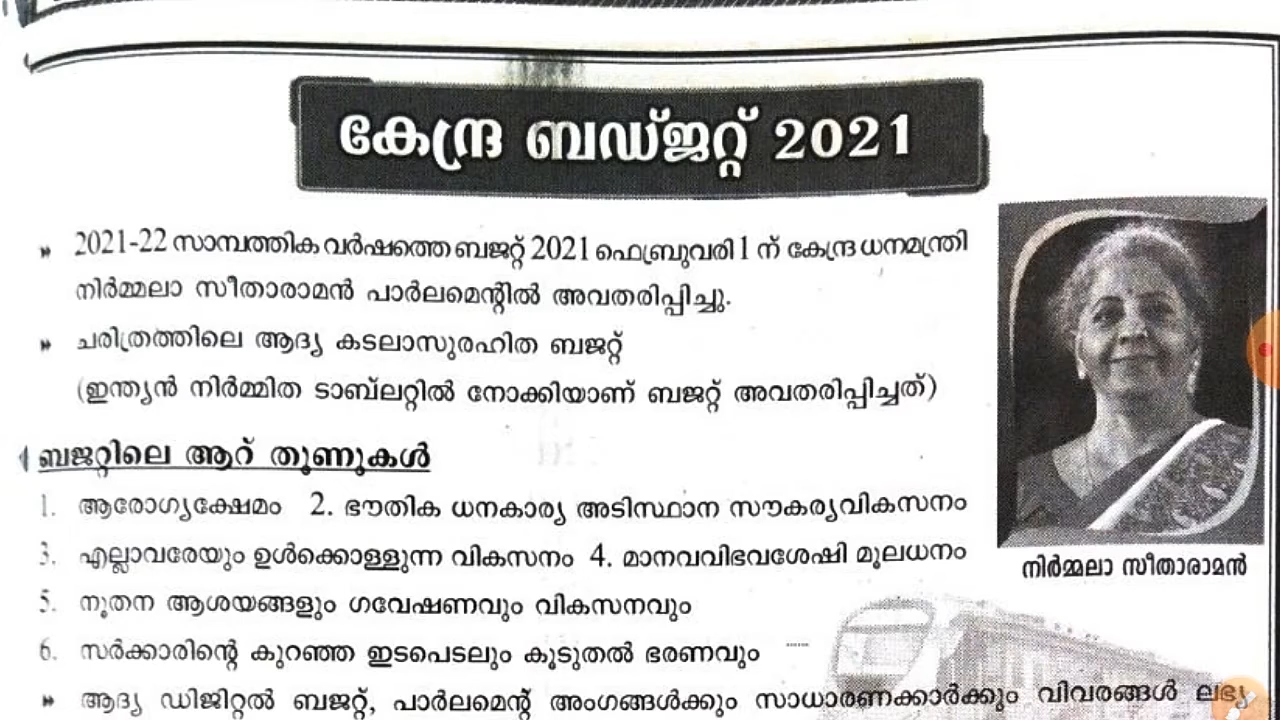 കേന്ദ്ര ബഡ്ജറ്റ് 2021
» 2021-22 സാമ്പത്തിക വർഷത്തെ ബജറ്റ് 2021 ഫെബ്രുവരി 1 ന് കേന്ദ്ര ധനമന്ത്രി
നിർമ്മലാ സീതാരാമൻ പാർലമെന്റിൽ അവതരിപ്പിച്ചു.
» ചരിത്രത്തിലെ ആദ്യ കടലാസുരഹിത ബജറ്റ്
(ഇന്ത്യൻ നിർമ്മിത ടാബ്‌ലറ്റിൽ നോക്കിയാണ് ബജറ്റ് അവതരിപ്പിച്ചത്)
ബജറ്റിലെ ആറ് തൂണുകൾ
1. ആരോഗ്യക്ഷേമം 2. ഭൗതിക ധനകാര്യ അടിസ്ഥാന സൗകര്യവികസനം
3. എല്ലാവരേയും ഉൾക്കൊള്ളുന്ന വികസനം 4. മാനവവിഭവശേഷി മൂലധനം
5. നൂതന ആശയങ്ങളും ഗവേഷണവും വികസനവും
6. സർക്കാരിന്റെ കുറഞ്ഞ ഇടപെടലും കൂടുതൽ ഭരണവും
» ആദ്യ ഡിജിറ്റൽ ബജറ്റ്, പാർലമെന്റ് അംഗങ്ങൾക്കും സാധാരണക്കാർക്കും വിവരങ്ങൾ ലഭ്യ
നിർമ്മലാ സീതാരാമൻ